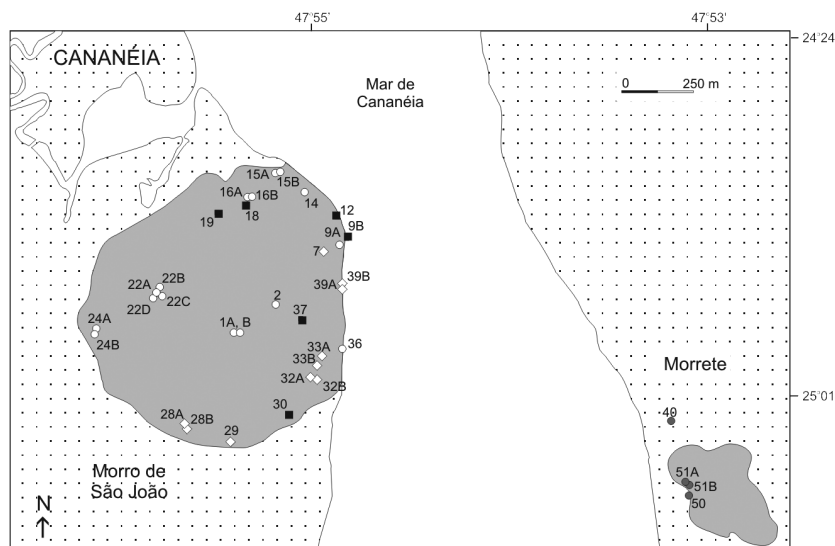 47°55'
47°53'
24°24
CANANÉIA
Mar de
Cananéia
0
250 m
15A
15B
16A
16B
14
18
19
12
9B
9A
7
39B
39A
22A
22B
22C
22D
2
37
24A
24B
1A, B
33A
36
33B
32A
32B
Morrete
25°01
28A
28B
30
29
40
Morro de
São João
51A
51B
50
N